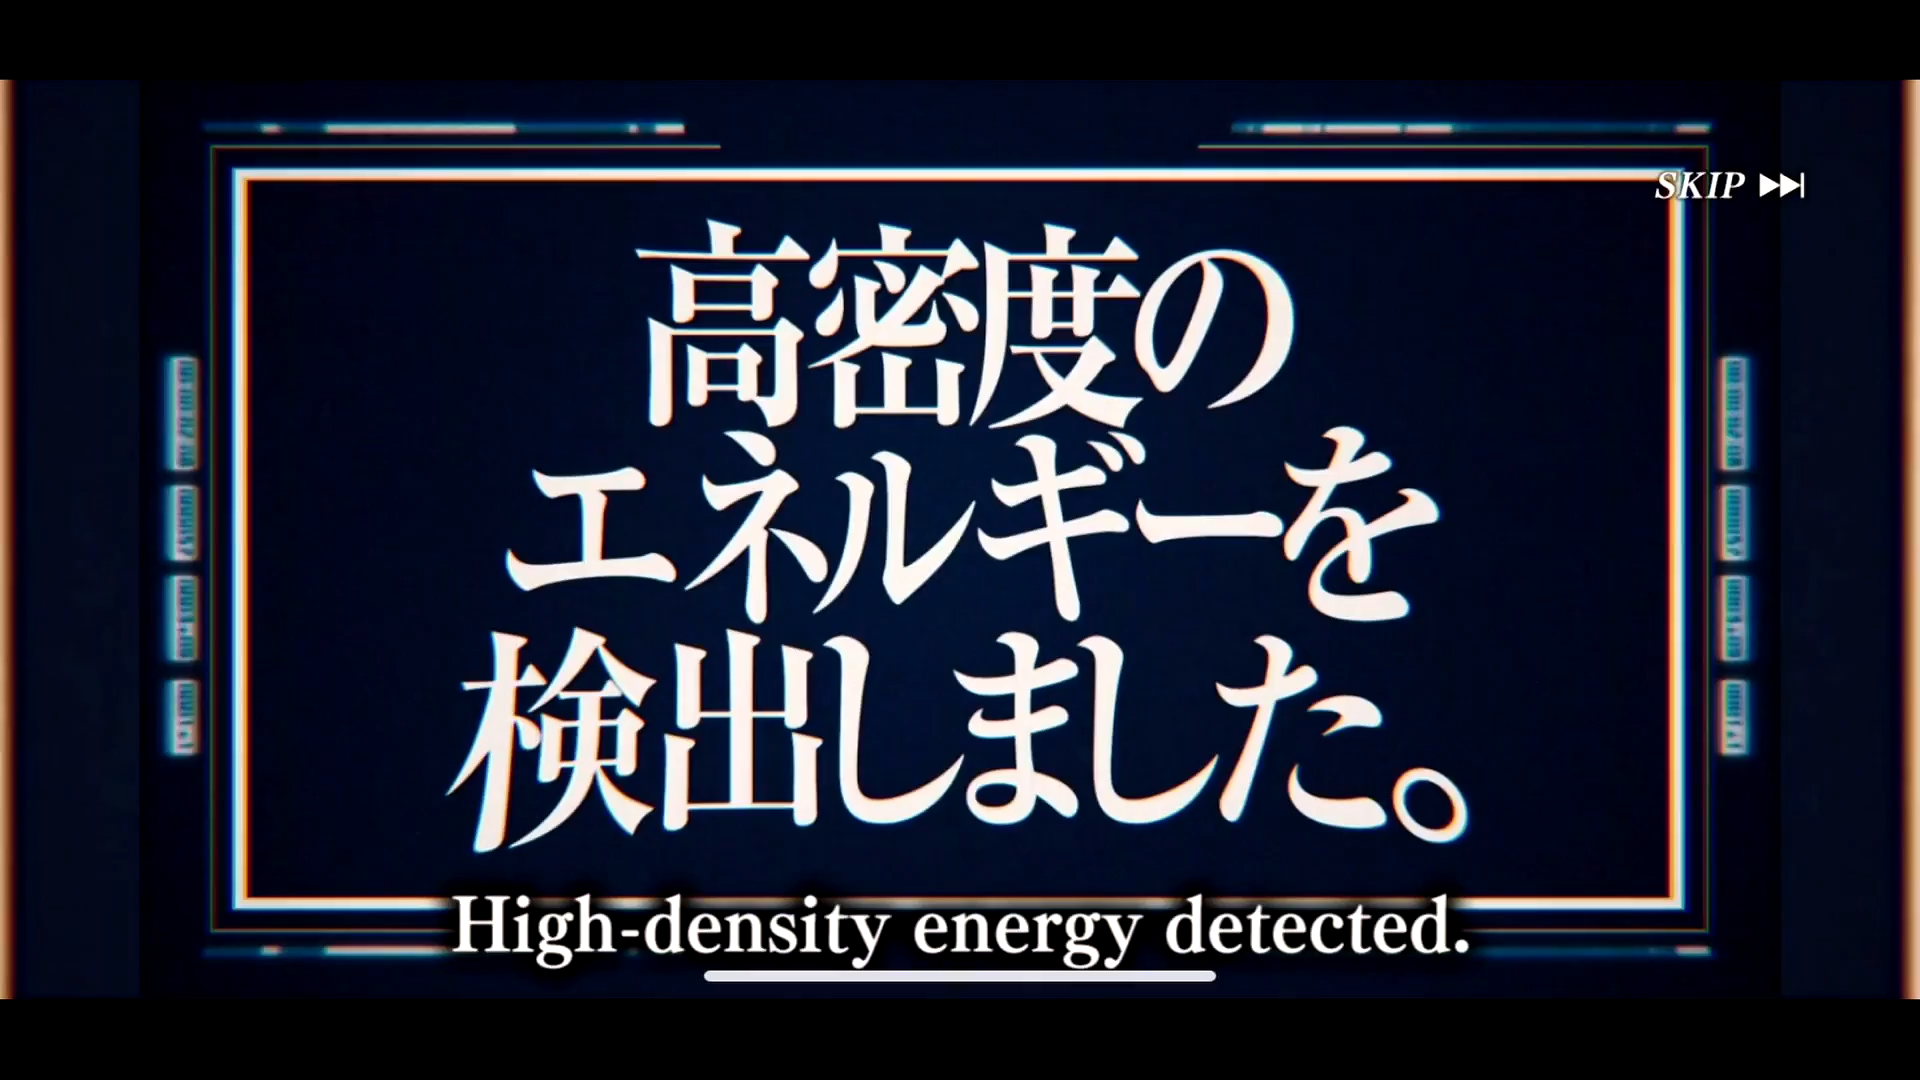 SKIP
高密度の
エネルギーを
検出しました。
High-density energy detected.